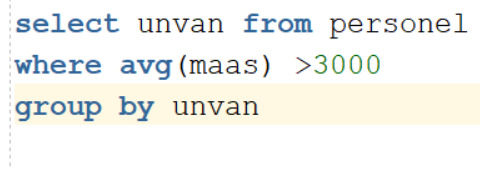 select unvan from personel
where avg(maas) >3000
group by unvan